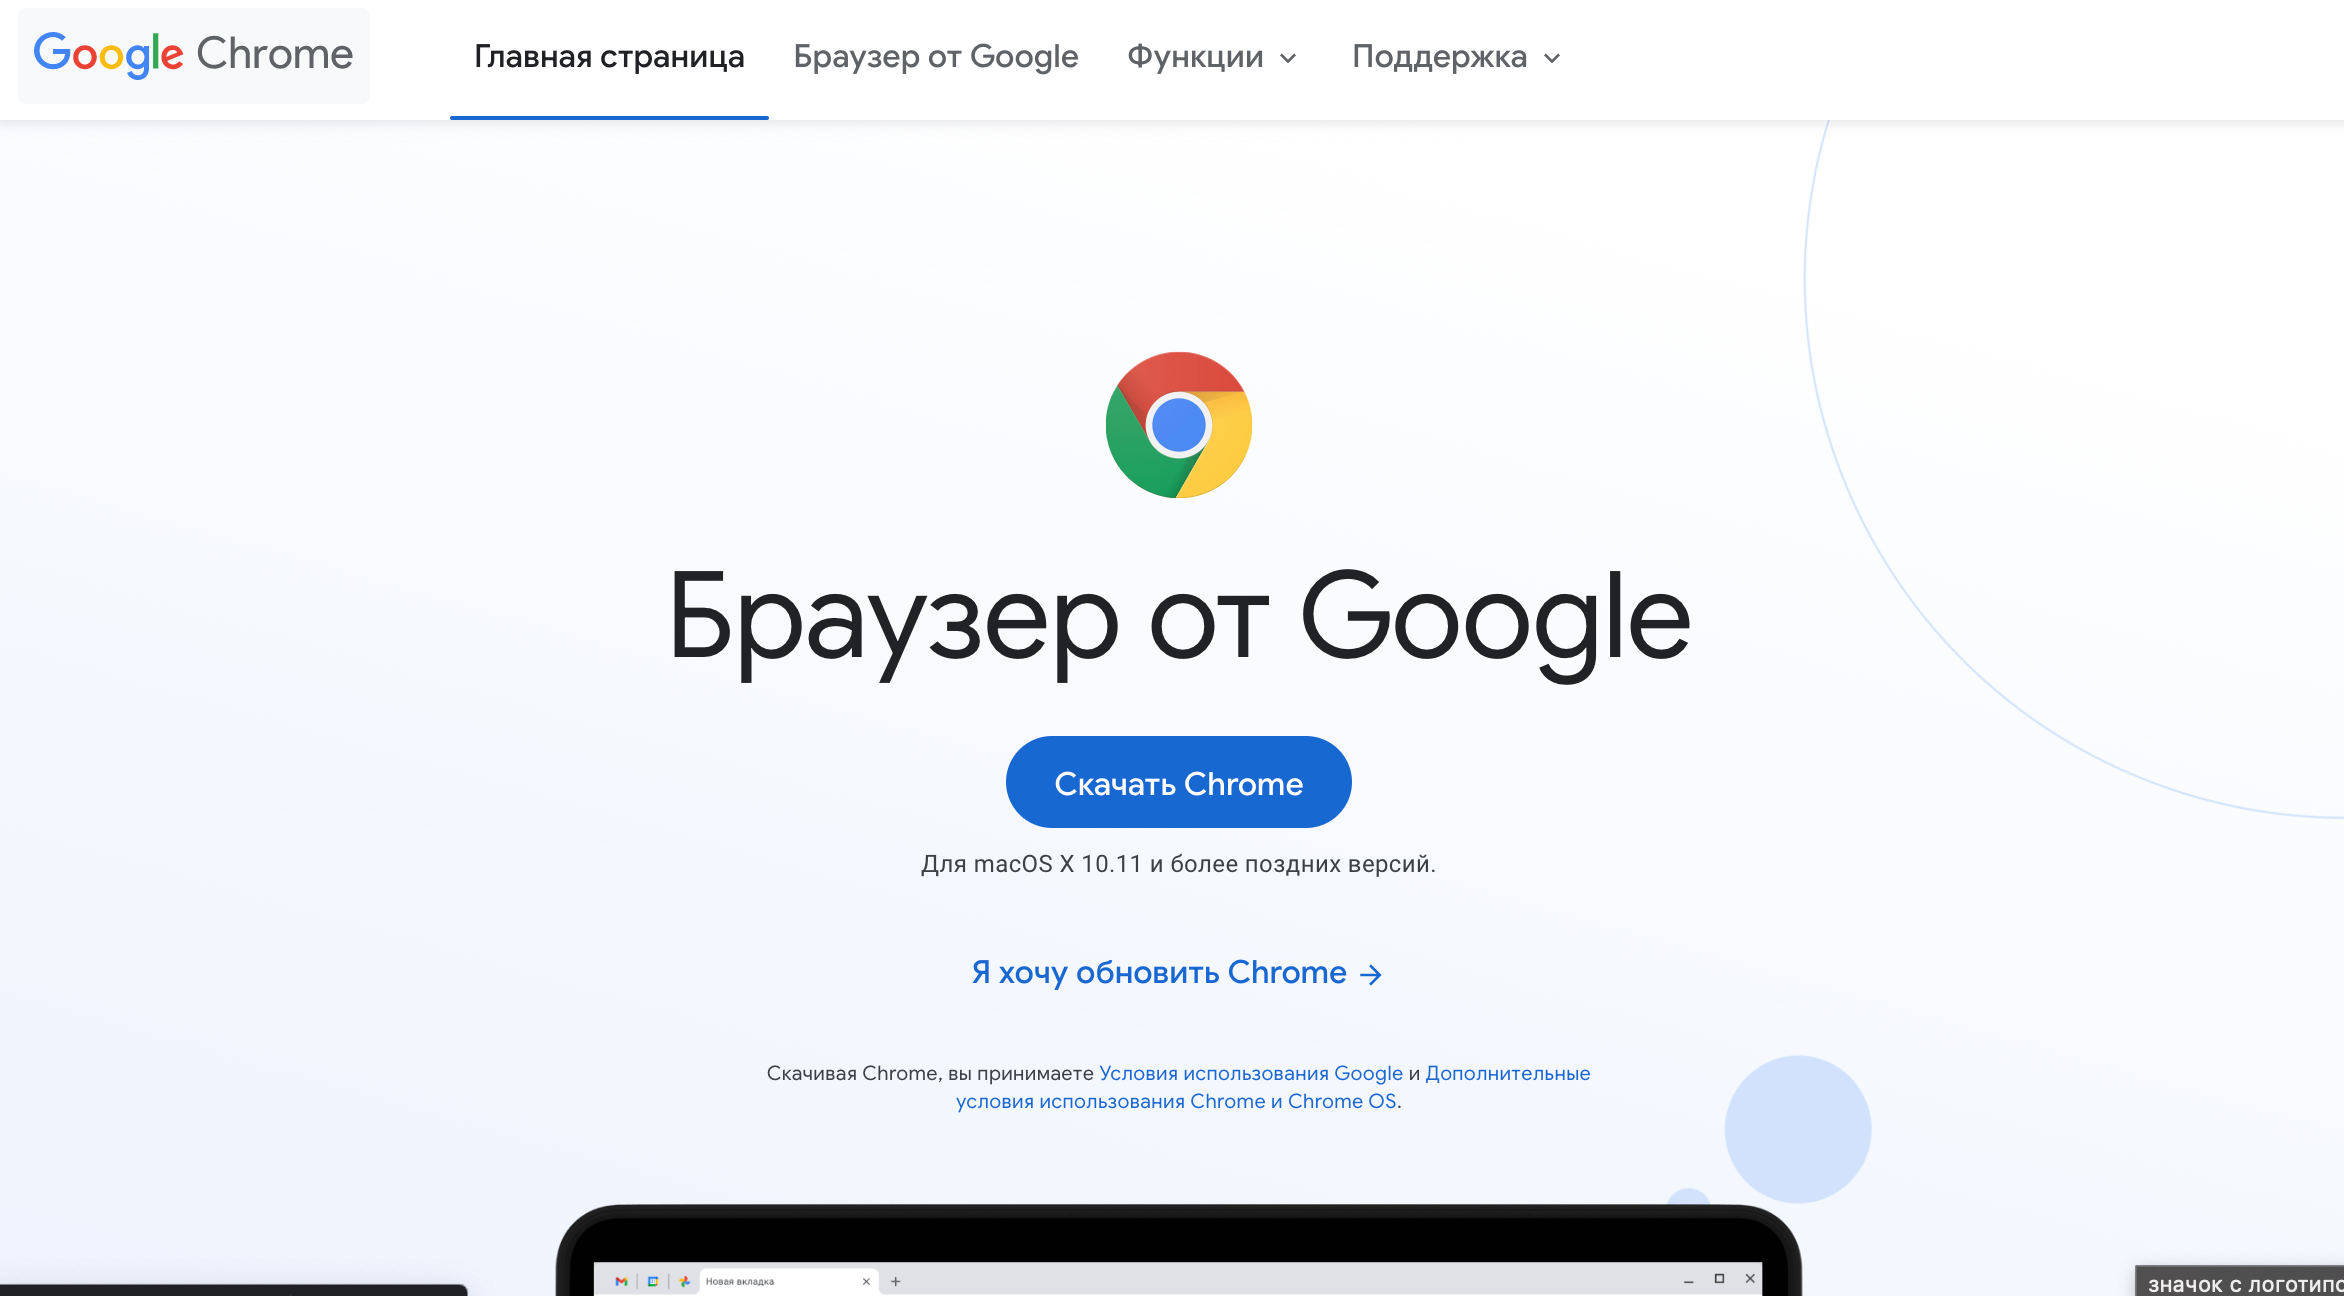 Google Chrome
Главная страница
Браузер от Google
Функции
Поддержка
Браузер от Google
Скачать Chrome
Для macOS X 10.11 и более поздних версий.
Я хочу обновить Chrome →
Скачивая Chrome, вы принимаете Условия использования Google и Дополнительные
условия использования Chrome и Chrome OS.
Новая вкладка
значок с